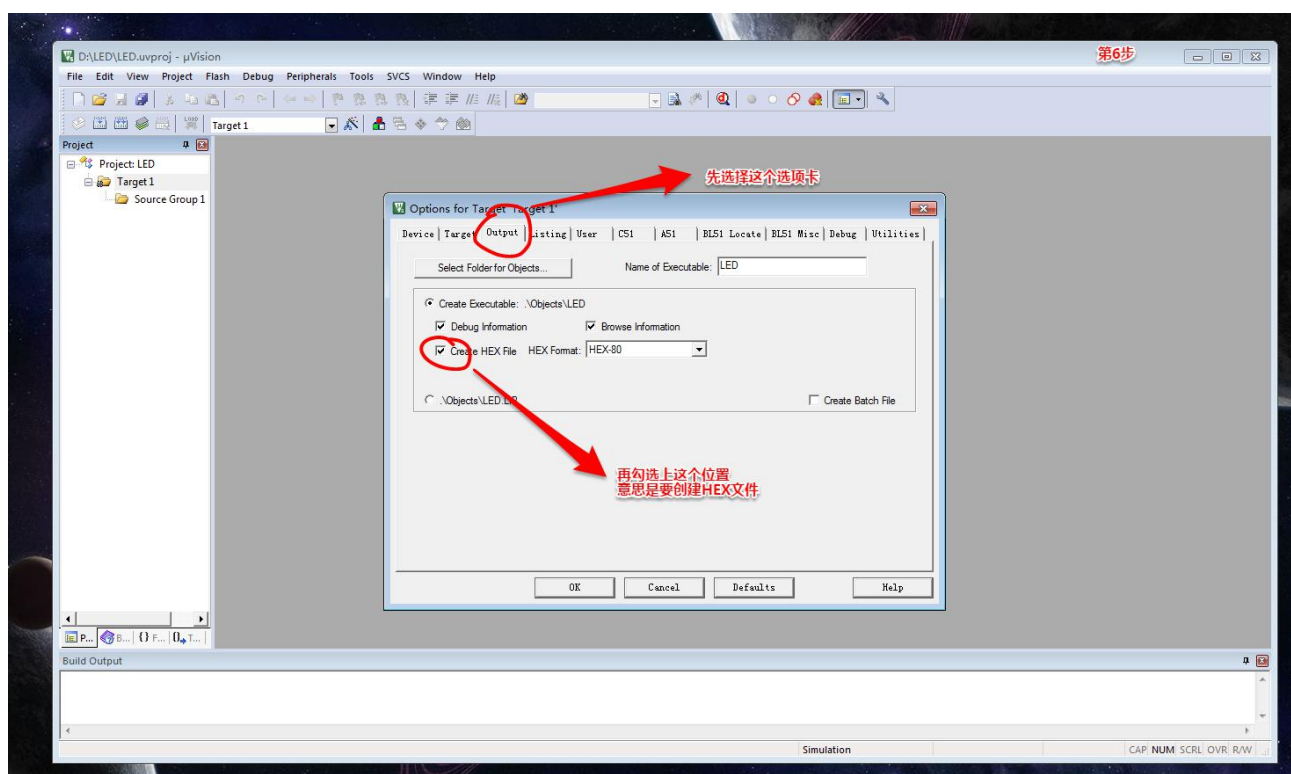 D:\LED\LED.uvproj - µVision
第6步
File Edit View Project Flash Debug Peripherals Tools SVCS Window Help
Target 1
Project
Project: LED
Target 1
Source Group 1
先选择这个选项卡
Options for Target 'Target 1'
Device Target Output Listing User C51 A51 BL51 Locate BL51 Misc Debug Utilities
Select Folder for Objects... Name of Executable: LED
Create Executable: .\Objects\LED
Debug Information Browse Information
Create HEX File HEX Format: HEX-80
.\Objects\LED.LIB Create Batch File
再勾选上这个位置
意思是要创建HEX文件
OK Cancel Defaults Help
P... B... {} F... 0 T...
Build Output
Simulation CAP NUM SCRL OVR R/W